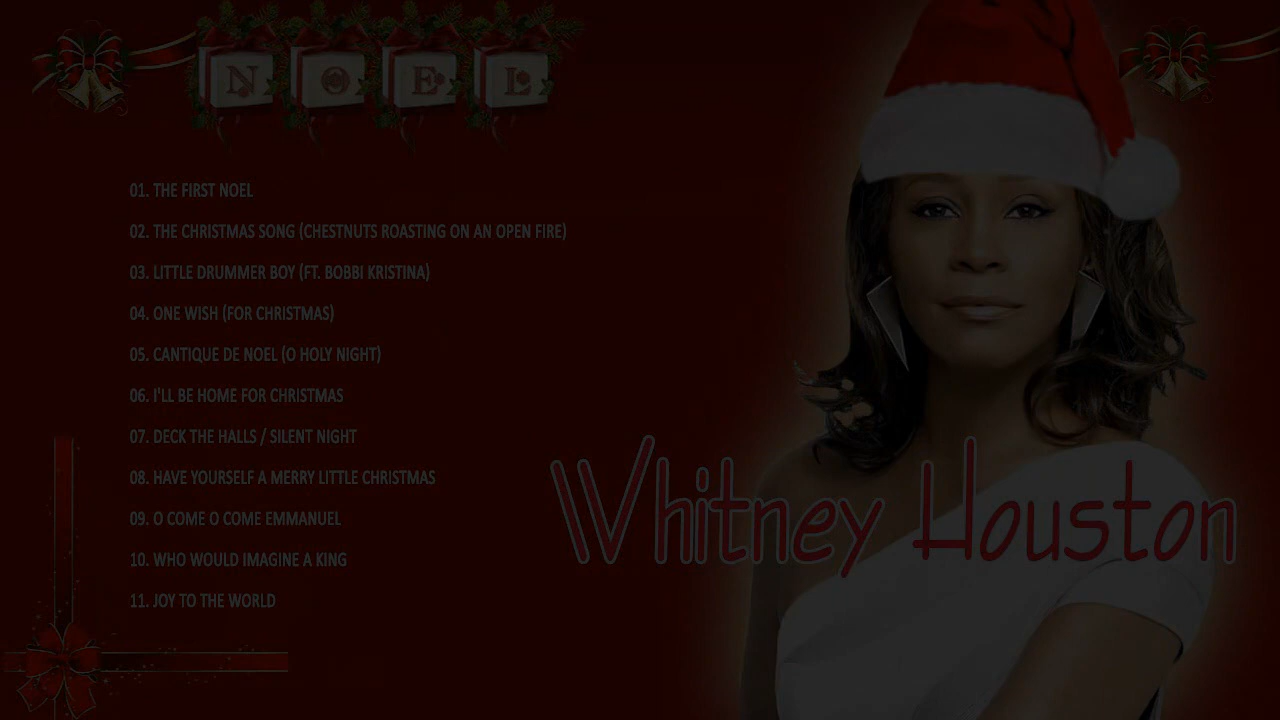 NOEL
01. THE FIRST NOEL
02. THE CHRISTMAS SONG (CHESTNUTS ROASTING ON AN OPEN FIRE)
03. LITTLE DRUMMER BOY (FT. BOBBI KRISTINA)
04. ONE WISH (FOR CHRISTMAS)
05. CANTIQUE DE NOEL (O HOLY NIGHT)
06. I'LL BE HOME FOR CHRISTMAS
07. DECK THE HALLS / SILENT NIGHT
08. HAVE YOURSELF A MERRY LITTLE CHRISTMAS
09. O COME O COME EMMANUEL
10. WHO WOULD IMAGINE A KING
11. JOY TO THE WORLD
Whitney Houston